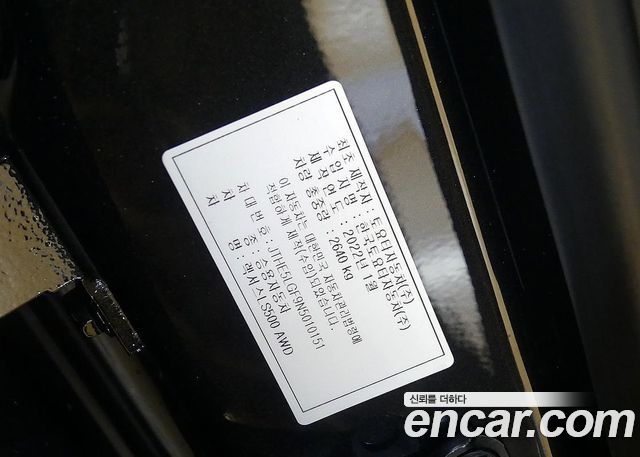 최초 제작사 : 도요타자동차(주)
수입자명 : 한국토요타자동차(주)
제작연도 : 2022년 1월
차량 총중량 : 2640 kg
이 자동차는 대한민국 자동차관리법령에
적합하게 제작(수입)되었습니다.
차대번호 : JTHE5LGF9N5010151
차 종 : 승용자동차
차 명 : 렉서스 LS500 AWD
신뢰를 더하다
encar.com